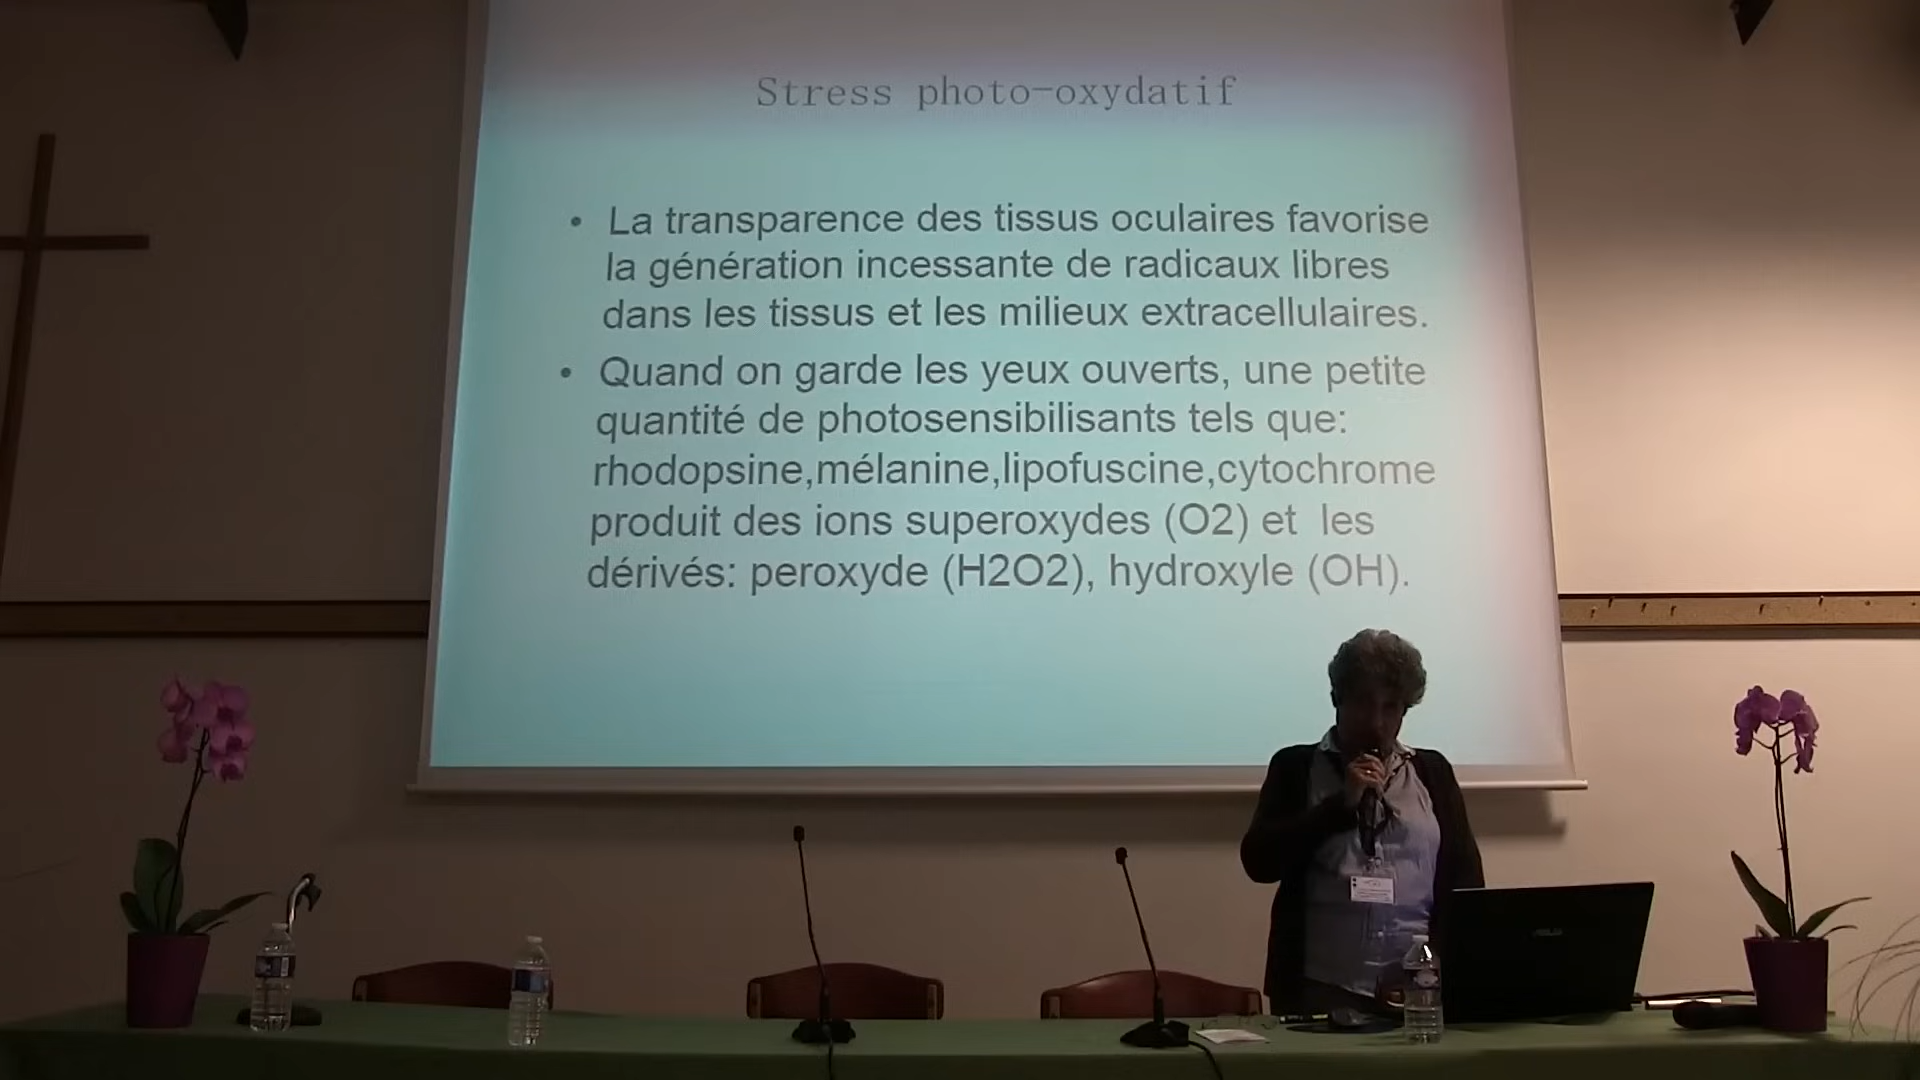 Stress photo-oxydatif
• La transparence des tissus oculaires favorise
la génération incessante de radicaux libres
dans les tissus et les milieux extracellulaires.
• Quand on garde les yeux ouverts, une petite
quantité de photosensibilisants tels que:
rhodopsine,mélanine,lipofuscine,cytochrome
produit des ions superoxydes (O2) et les
dérivés: peroxyde (H2O2), hydroxyle (OH).
ASUS